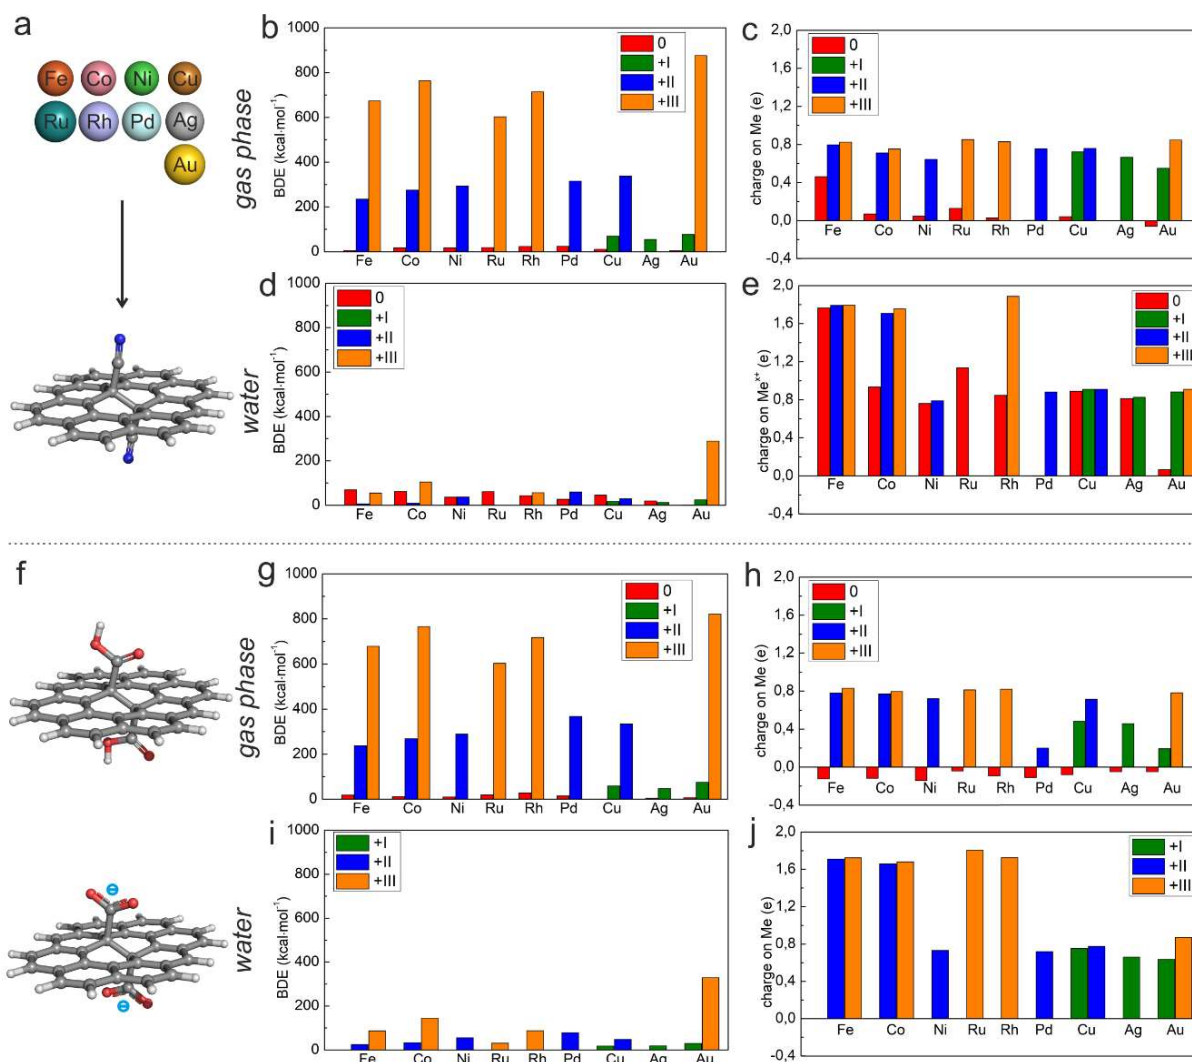 a
Fe Co Ni Cu
Ru Rh Pd Ag
Au
gas phase
b
1000
800
600
400
200
0
BDE (kcal·mol⁻¹)
0
+I
+II
+III
Fe Co Ni Ru Rh Pd Cu Ag Au
c
2,0
1,6
1,2
0,8
0,4
0,0
-0,4
charge on Me (e)
0
+I
+II
+III
Fe Co Ni Ru Rh Pd Cu Ag Au
water
d
1000
800
600
400
200
0
BDE (kcal·mol⁻¹)
0
+I
+II
+III
Fe Co Ni Ru Rh Pd Cu Ag Au
e
2,0
1,6
1,2
0,8
0,4
0,0
-0,4
charge on Meˣ⁺ (e)
0
+I
+II
+III
Fe Co Ni Ru Rh Pd Cu Ag Au
f
gas phase
g
1000
800
600
400
200
0
BDE (kcal·mol⁻¹)
0
+I
+II
+III
Fe Co Ni Ru Rh Pd Cu Ag Au
h
2,0
1,6
1,2
0,8
0,4
0,0
-0,4
charge on Me (e)
0
+I
+II
+III
Fe Co Ni Ru Rh Pd Cu Ag Au
water
i
1000
800
600
400
200
0
BDE (kcal·mol⁻¹)
+I
+II
+III
Fe Co Ni Ru Rh Pd Cu Ag Au
j
2,0
1,6
1,2
0,8
0,4
0,0
-0,4
charge on Me (e)
+I
+II
+III
Fe Co Ni Ru Rh Pd Cu Ag Au